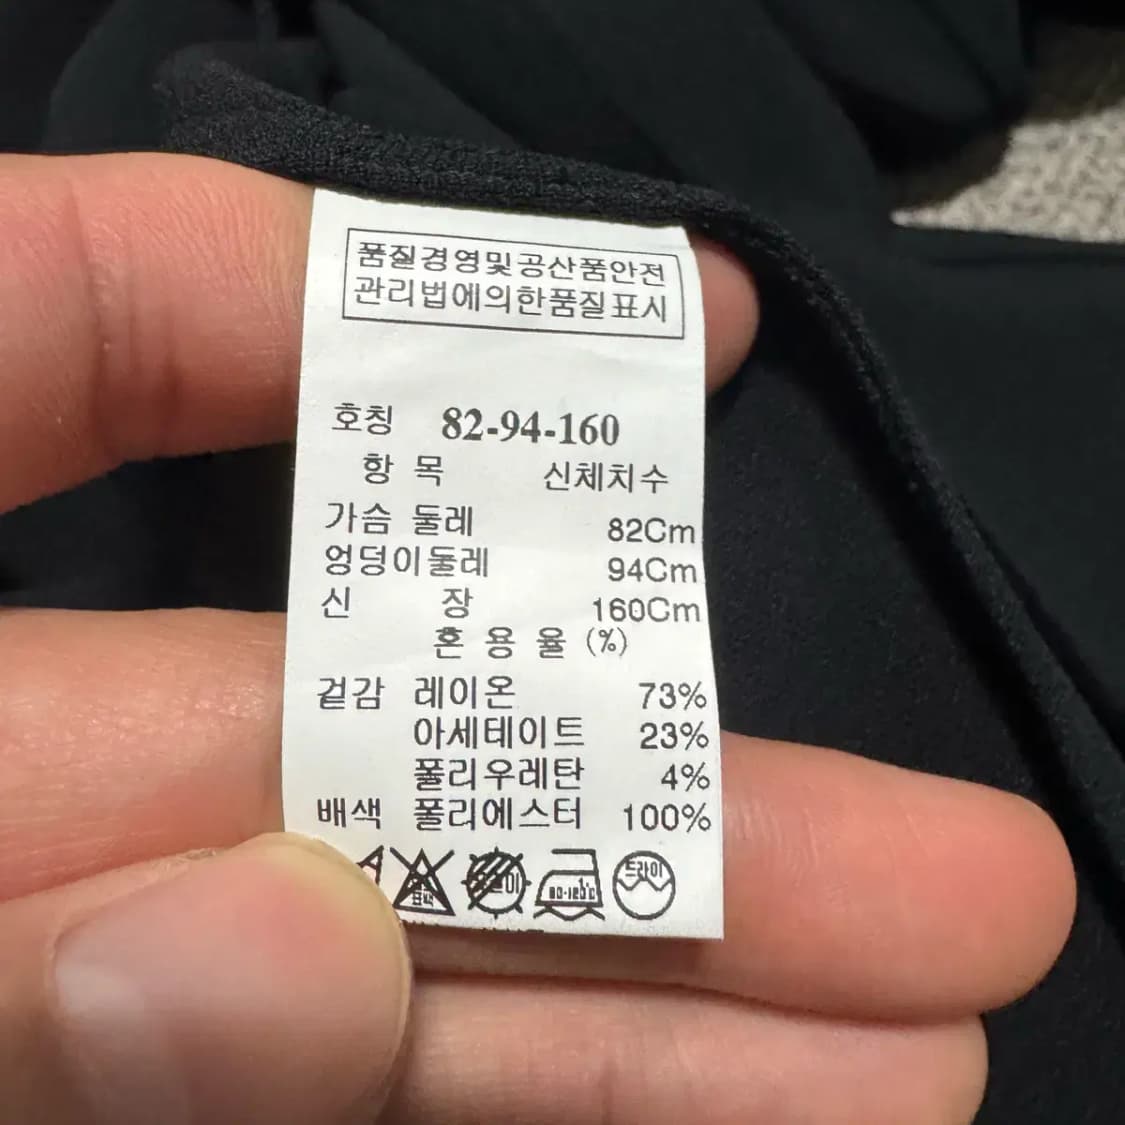 품질경영및공산품안전
관리법에의한품질표시
호칭 82-94-160
항 목 신체치수
가슴 둘레 82Cm
엉덩이둘레 94Cm
신 장 160Cm
혼 용 율 (%)
겉감 레이온 73%
아세테이트 23%
폴리우레탄 4%
배색 폴리에스터 100%
표백 80-120℃ 드라이